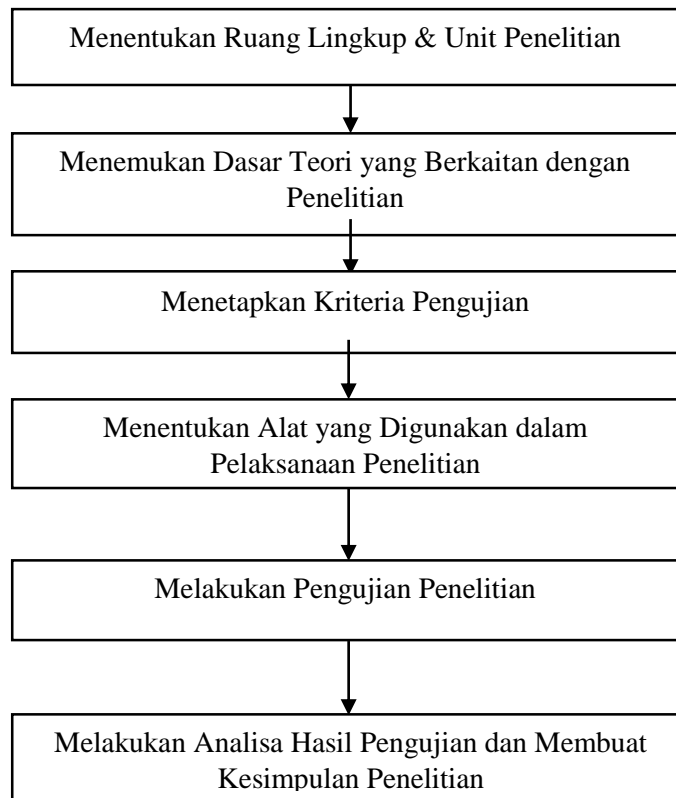 Menentukan Ruang Lingkup & Unit Penelitian
Menemukan Dasar Teori yang Berkaitan dengan
Penelitian
Menetapkan Kriteria Pengujian
Menentukan Alat yang Digunakan dalam
Pelaksanaan Penelitian
Melakukan Pengujian Penelitian
Melakukan Analisa Hasil Pengujian dan Membuat
Kesimpulan Penelitian